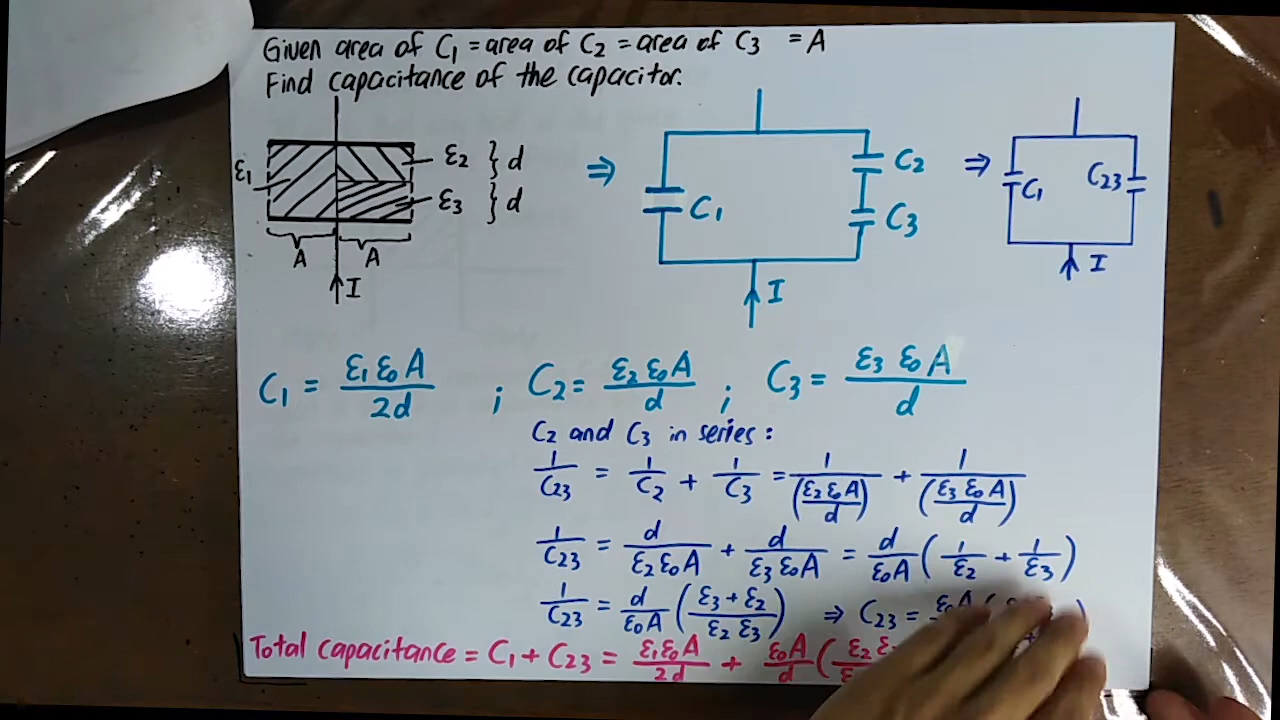 Given area of C₁ = area of C₂ = area of C₃ = A
Find capacitance of the capacitor.
ε₁ ε₂ } d ⇒ C₂ ⇒
ε₃ } d C₁ C₃ C₁ C₂₃
A A
I I I
C₁ = ε₁ε₀A / 2d ; C₂ = ε₂ε₀A / d ; C₃ = ε₃ε₀A / d
C₂ and C₃ in series :
1/C₂₃ = 1/C₂ + 1/C₃ = 1/(ε₂ε₀A/d) + 1/(ε₃ε₀A/d)
1/C₂₃ = d/ε₂ε₀A + d/ε₃ε₀A = d/ε₀A (1/ε₂ + 1/ε₃)
1/C₂₃ = d/ε₀A ((ε₃+ε₂)/ε₂ε₃) ⇒ C₂₃ = ε₀A
Total capacitance = C₁ + C₂₃ = ε₁ε₀A/2d + ε₀A/d (ε₂